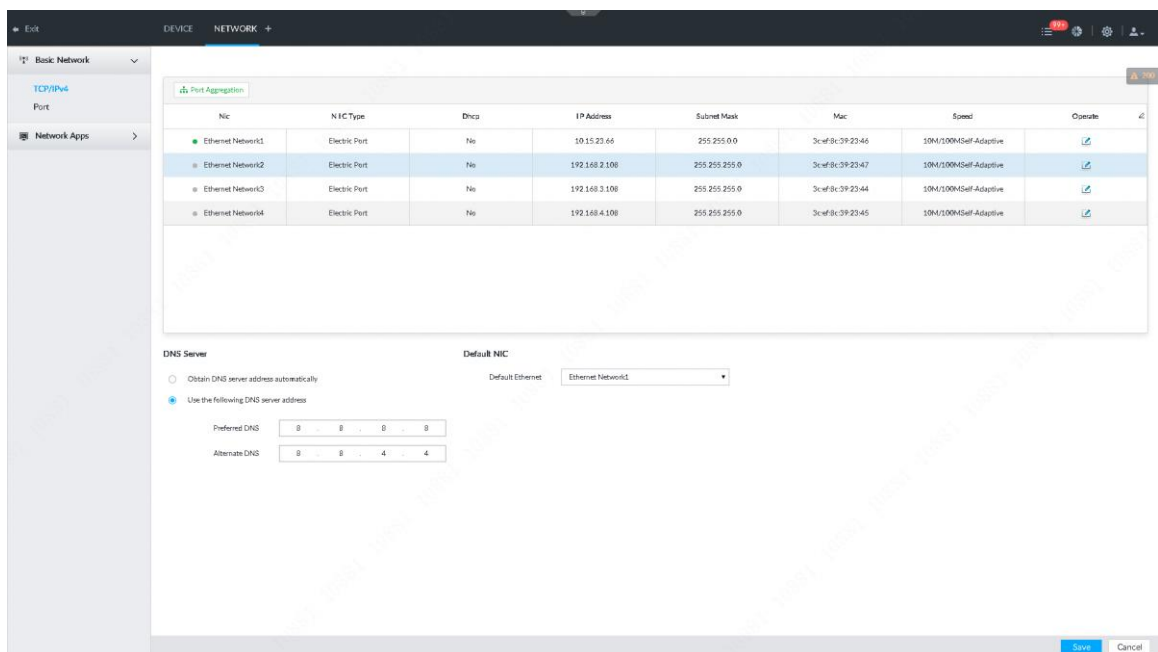 Exit DEVICE NETWORK + 99+
Basic Network
TCP/IPv4
Port
Network Apps
Port Aggregation
Nic N I C Type Dhcp I P Address Subnet Mask Mac Speed Operate
Ethernet Network1 Electric Port No 10.15.23.66 255.255.0.0 3c:ef:8c:39:23:46 10M/100MSelf-Adaptive
Ethernet Network2 Electric Port No 192.168.2.108 255.255.255.0 3c:ef:8c:39:23:47 10M/100MSelf-Adaptive
Ethernet Network3 Electric Port No 192.168.3.108 255.255.255.0 3c:ef:8c:39:23:44 10M/100MSelf-Adaptive
Ethernet Network4 Electric Port No 192.168.4.108 255.255.255.0 3c:ef:8c:39:23:45 10M/100MSelf-Adaptive
DNS Server
Obtain DNS server address automatically
Use the following DNS server address
Preferred DNS 8 . 8 . 8 . 8
Alternate DNS 8 . 8 . 4 . 4
Default NIC
Default Ethernet Ethernet Network1
Save Cancel